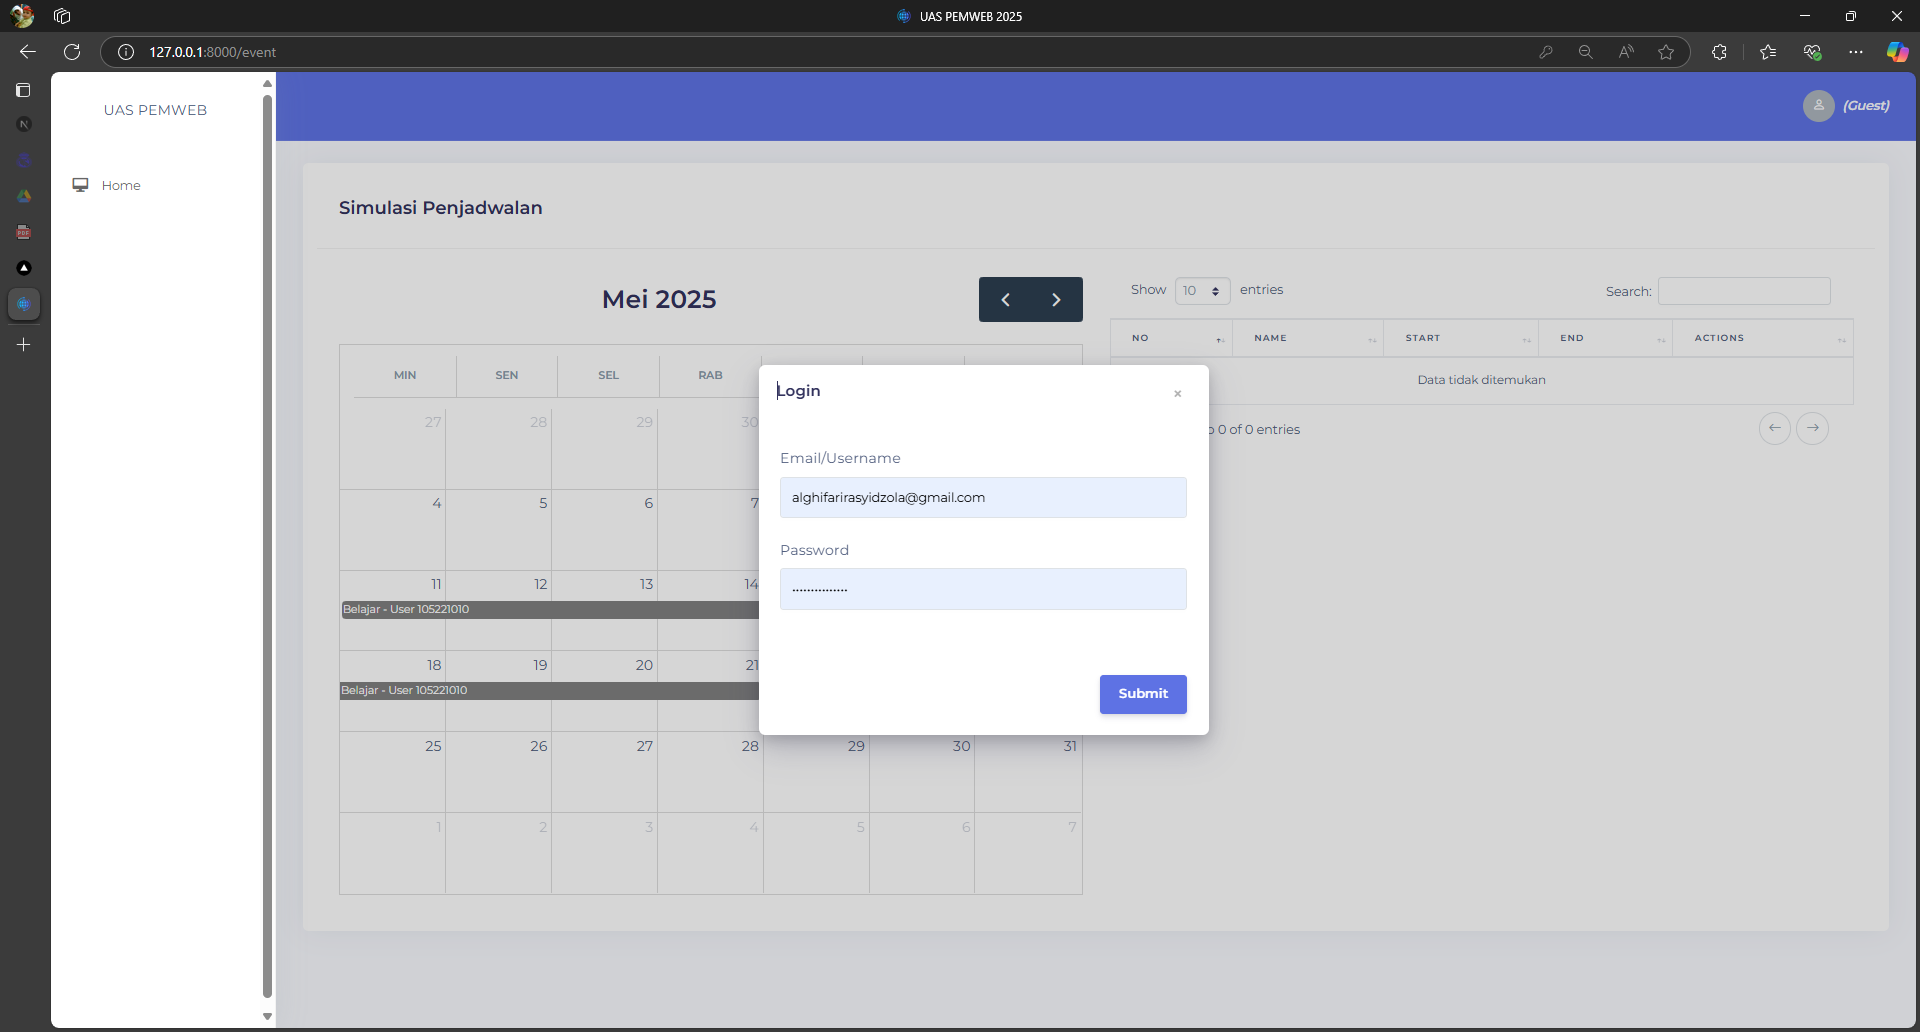 UAS PEMWEB 2025
127.0.0.1:8000/event
UAS PEMWEB
(Guest)
Home
Simulasi Penjadwalan
Mei 2025
Show 10 entries
Search:
NO NAME START END ACTIONS
Data tidak ditemukan
0 of 0 entries
MIN SEN SEL RAB
27 28 29 30
4 5 6 7
11 12 13 14
Belajar - User 105221010
18 19 20 21
Belajar - User 105221010
25 26 27 28 29 30 31
1 2 3 4 5 6 7
Login
×
Email/Username
alghifarirasyidzola@gmail.com
Password
···············
Submit